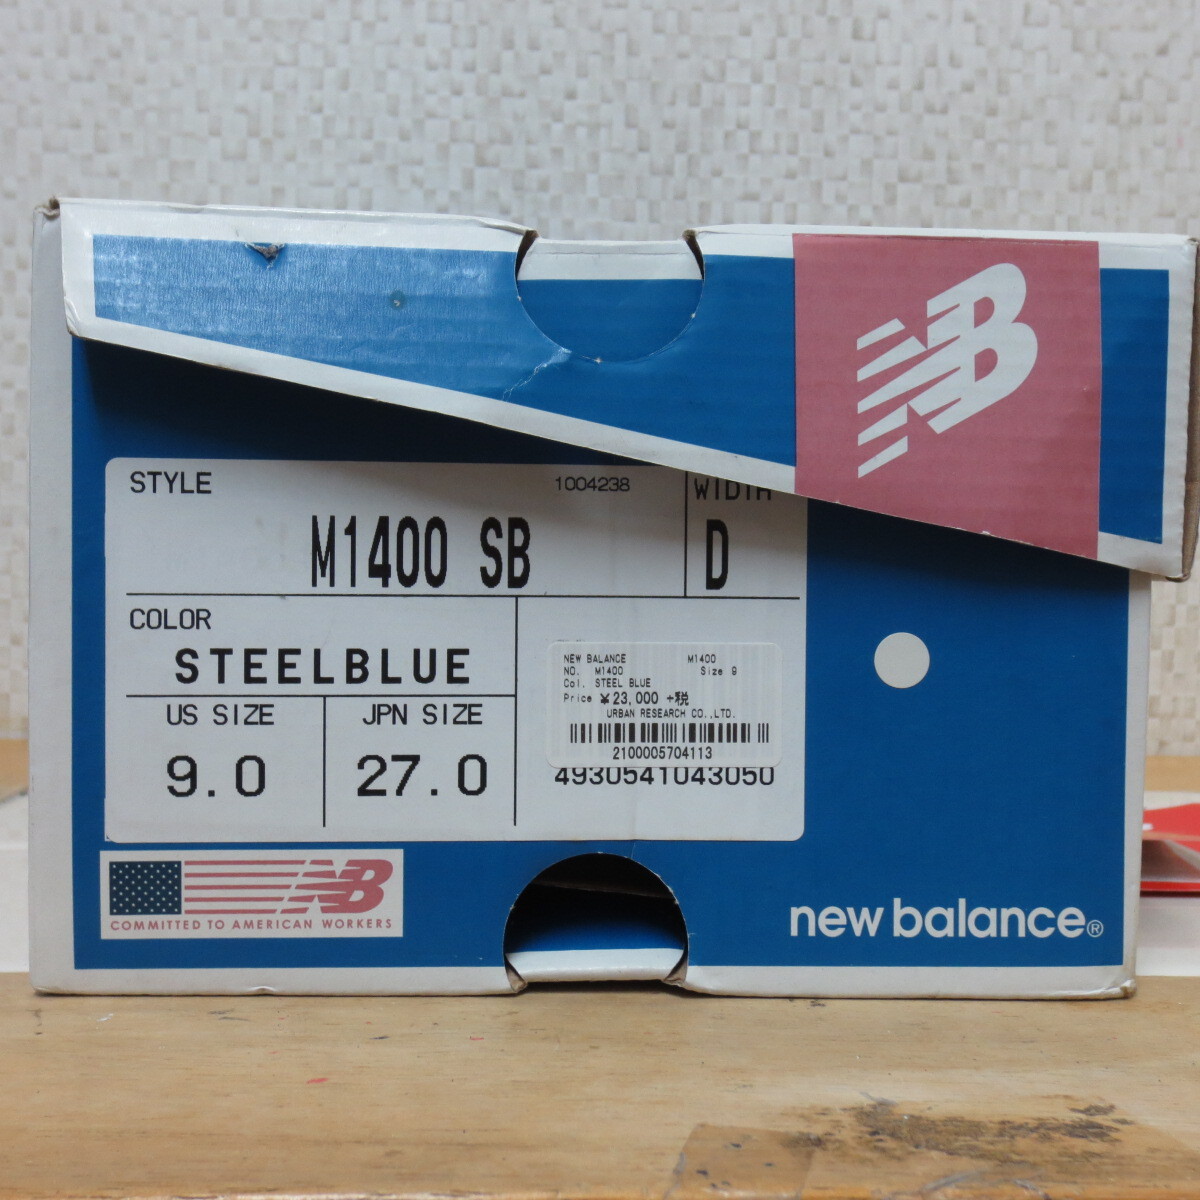 NB
STYLE 1004238 WIDTH
M1400 SB D
COLOR
STEELBLUE
US SIZE JPN SIZE
9.0 27.0
NEW BALANCE M1400
NO. M1400 Size 9
Col. STEEL BLUE
Price ¥23,000 +税
URBAN RESEARCH CO.,LTD.
2100005704113
4930541043050
NB
COMMITTED TO AMERICAN WORKERS
new balance®